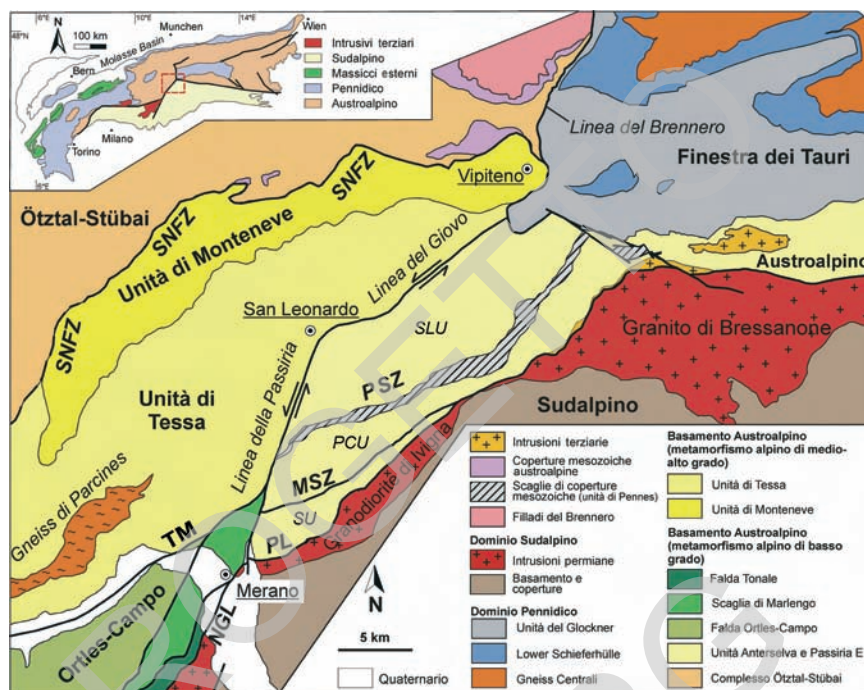 6°E
10°E
14°E
48°N
8°E
N
100 km
Molasse Basin
Munchen
Wien
Bern
Milano
Torino
Intrusivi terziari
Sudalpino
Massicci esterni
Pennidico
Austroalpino
Linea del Brennero
Finestra dei Tauri
Vipiteno
SNFZ
SNFZ
SNFZ
Ötztal-Stübai
Unità di Monteneve
Linea del Giovo
Austroalpino
San Leonardo
SLU
Granito di Bressanone
Unità di
Tessa
Linea della Passiria
PSZ
Sudalpino
PCU
MSZ
Gneiss di Parcines
SU
Granodiorite di Ivigna
TM
PL
Merano
NGL
Ortles-Campo
N
5 km
Quaternario
Intrusioni terziarie
Coperture mesozoiche
austroalpine
Scaglie di coperture
mesozoiche (unità di Pennes)
Filladi del Brennero
Dominio Sudalpino
Intrusioni permiane
Basamento e
coperture
Dominio Pennidico
Unità del Glockner
Lower Schieferhülle
Gneiss Centrali
Basamento Austroalpino
(metamorfismo alpino di medio-
alto grado)
Unità di Tessa
Unità di Monteneve
Basamento Austroalpino
(metamorfismo alpino di basso
grado)
Falda Tonale
Scaglia di Marlengo
Falda Ortles-Campo
Unità Anterselva e Passiria E
Complesso Ötztal-Stübai